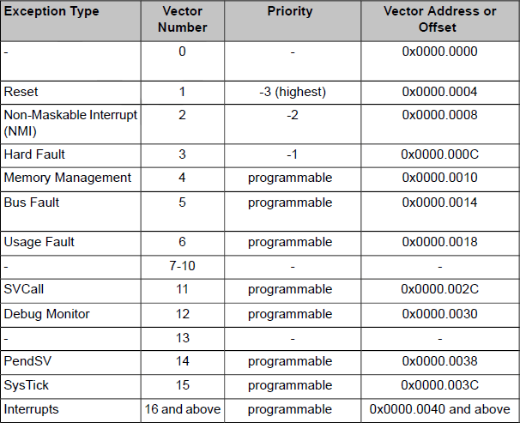 Exception Type Vector Number Priority Vector Address or Offset
- 0 - 0x0000.0000
Reset 1 -3 (highest) 0x0000.0004
Non-Maskable Interrupt (NMI) 2 -2 0x0000.0008
Hard Fault 3 -1 0x0000.000C
Memory Management 4 programmable 0x0000.0010
Bus Fault 5 programmable 0x0000.0014
Usage Fault 6 programmable 0x0000.0018
- 7-10 - -
SVCall 11 programmable 0x0000.002C
Debug Monitor 12 programmable 0x0000.0030
- 13 - -
PendSV 14 programmable 0x0000.0038
SysTick 15 programmable 0x0000.003C
Interrupts 16 and above programmable 0x0000.0040 and above